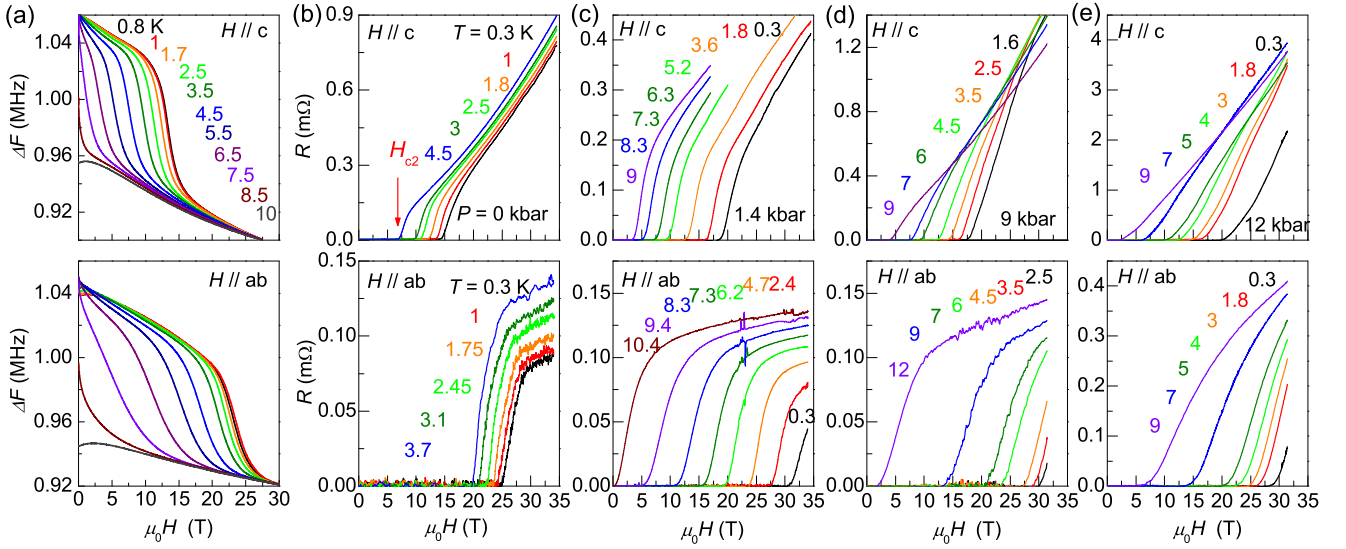 (a)
1.04
1.00
0.96
0.92
ΔF (MHz)
0 5 10 15 20 25 30
0.8 K
H // c
1
1.7
2.5
3.5
4.5
5.5
6.5
7.5
8.5
10
(b)
0.9
0.6
0.3
0.0
R (mΩ)
H // c
T = 0.3 K
1
1.8
2.5
3
4.5
Hc2
P = 0 kbar
(c)
0.4
0.3
0.2
0.1
0
H // c
3.6
1.8
0.3
5.2
6.3
7.3
8.3
9
1.4 kbar
(d)
1.2
0.8
0.4
0
H // c
1.6
2.5
3.5
4.5
6
7
9
9 kbar
(e)
4
3
2
1
0
H // c
0.3
1.8
3
4
5
7
9
12 kbar
1.04
1.00
0.96
0.92
ΔF (MHz)
H // ab
0 5 10 15 20 25 30
μ0H (T)
0.15
0.10
0.05
0.00
R (mΩ)
H // ab
T = 0.3 K
1
1.75
2.45
3.1
3.7
0 5 10 15 20 25 30 35
μ0H (T)
0.15
0.10
0.05
0.00
H // ab
2.4
4.7
6.2
7.3
8.3
9.4
10.4
0.3
0 5 10 15 20 25 30 35
μ0H (T)
0.15
0.10
0.05
0.00
H // ab
2.5
3.5
4.5
6
7
9
12
0 5 10 15 20 25 30 35
μ0H (T)
0.4
0.3
0.2
0.1
0.0
H // ab
0.3
1.8
3
4
5
7
9
0 5 10 15 20 25 30 35
μ0H (T)